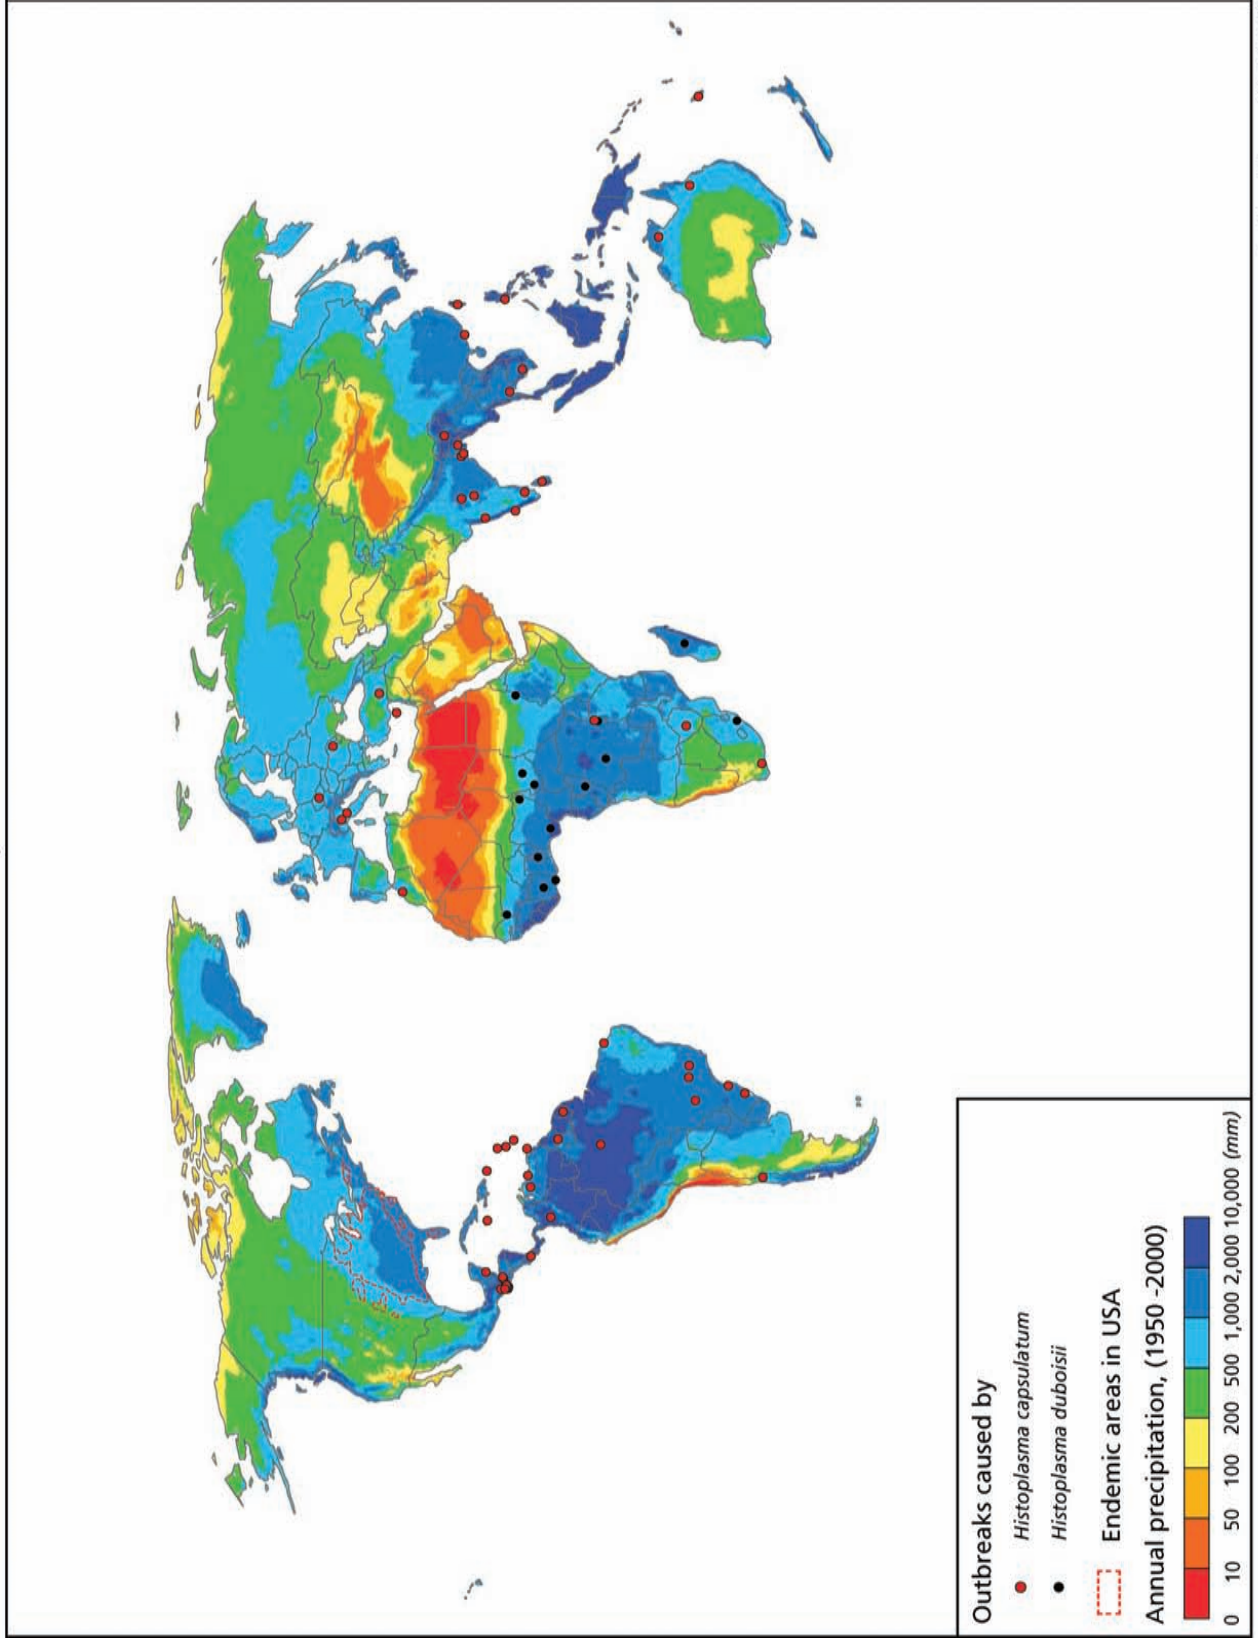 Outbreaks caused by
Histoplasma capsulatum
Histoplasma duboisii
Endemic areas in USA
Annual precipitation, (1950 -2000)
0 10 50 100 200 500 1,000 2,000 10,000 (mm)